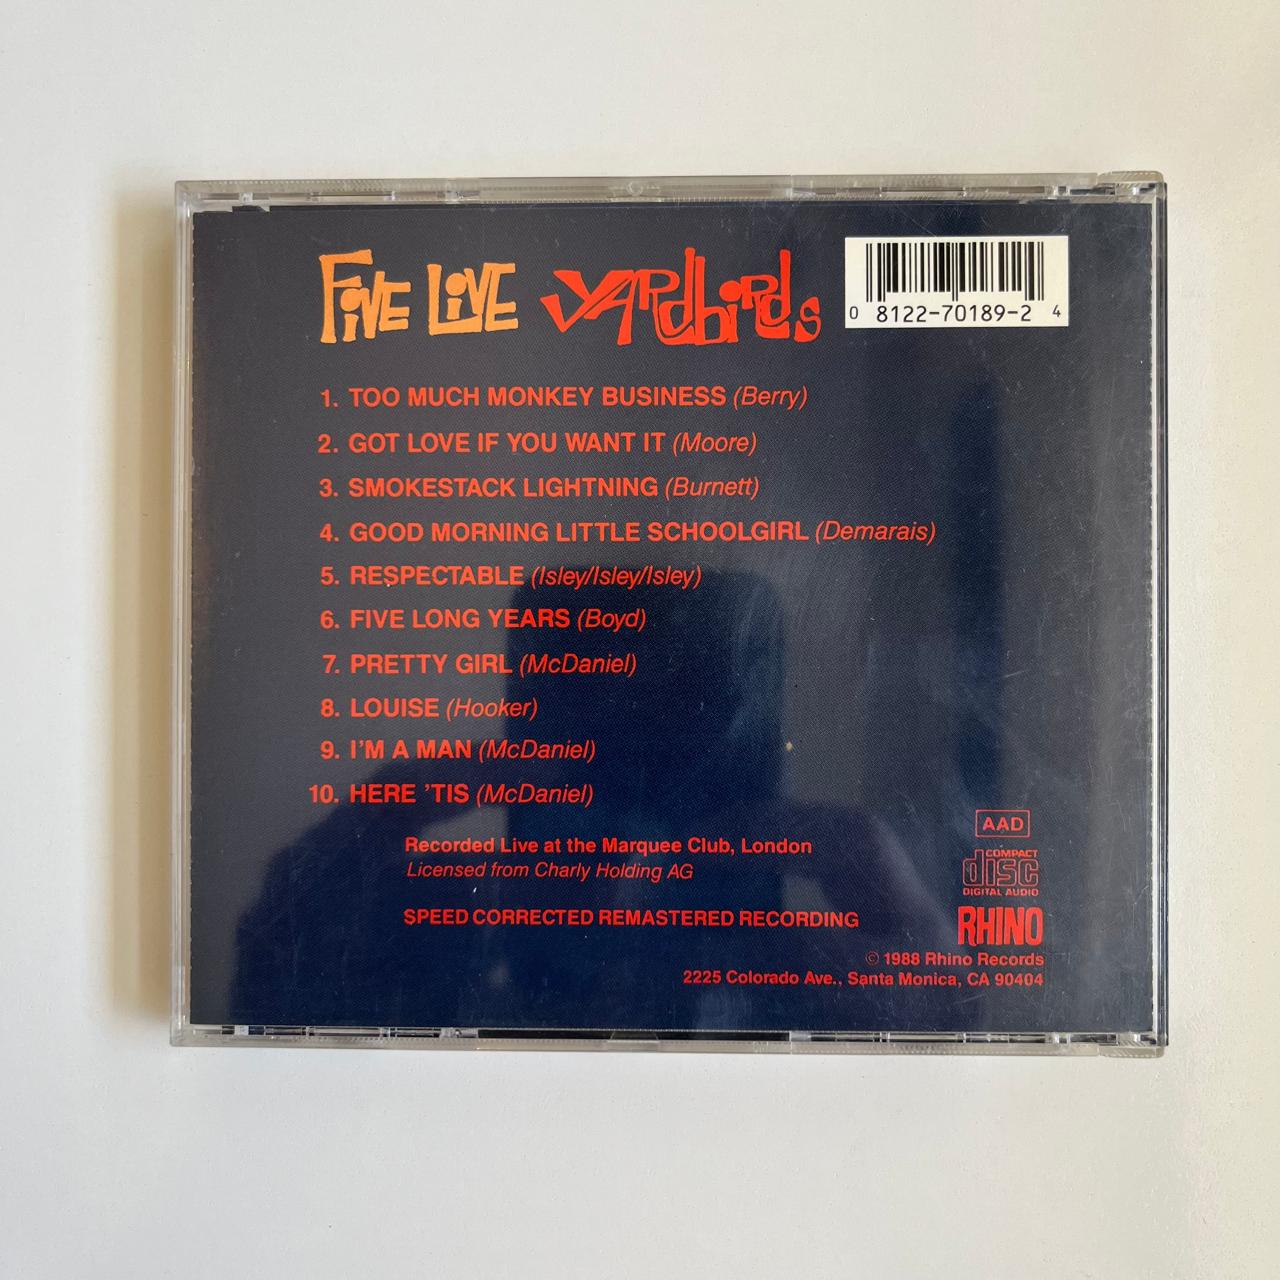 FIVE LIVE YARDBIRDS
0 8122-70189-2 4
1. TOO MUCH MONKEY BUSINESS (Berry)
2. GOT LOVE IF YOU WANT IT (Moore)
3. SMOKESTACK LIGHTNING (Burnett)
4. GOOD MORNING LITTLE SCHOOLGIRL (Demarais)
5. RESPECTABLE (Isley/Isley/Isley)
6. FIVE LONG YEARS (Boyd)
7. PRETTY GIRL (McDaniel)
8. LOUISE (Hooker)
9. I'M A MAN (McDaniel)
10. HERE 'TIS (McDaniel)
Recorded Live at the Marquee Club, London
Licensed from Charly Holding AG
SPEED CORRECTED REMASTERED RECORDING
AAD
COMPACT
disc
DIGITAL AUDIO
RHINO
© 1988 Rhino Records
2225 Colorado Ave., Santa Monica, CA 90404